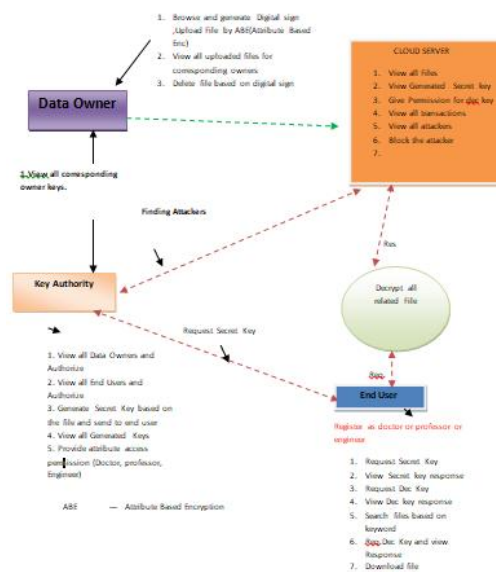 1. Browse and generate Digital sign
,Upload file by ABE(Attribute Based
Enc)
2. View all uploaded files for
corresponding owners
3. Delete file based on digital sign
Data Owner
CLOUD SERVER
1. View all files
2. View Generated Secret key
3. Give Permission for dec key
4. View all transactions
5. View all attackers
6. Block the attacker
7.
1.View all corresponding
owner keys.
Finding Attackers
Res
Key Authority
Decrypt all
related file
Request Secret Key
Req
End User
1. View all Data Owners and
Authorize
2. View all End Users and
Authorize
3. Generate Secret Key based on
the file and send to end user
4. View all Generated Keys
5. Provide attribute access
permission (Doctor, professor,
Engineer)
Register as doctor or professor or
engineer
1. Request Secret Key
2. View Secret key response
3. Request Dec Key
4. View Dec key response
5. Search files based on
keyword
6. Req Dec Key and view
Response
7. Download file
ABE — Attribute Based Encryption